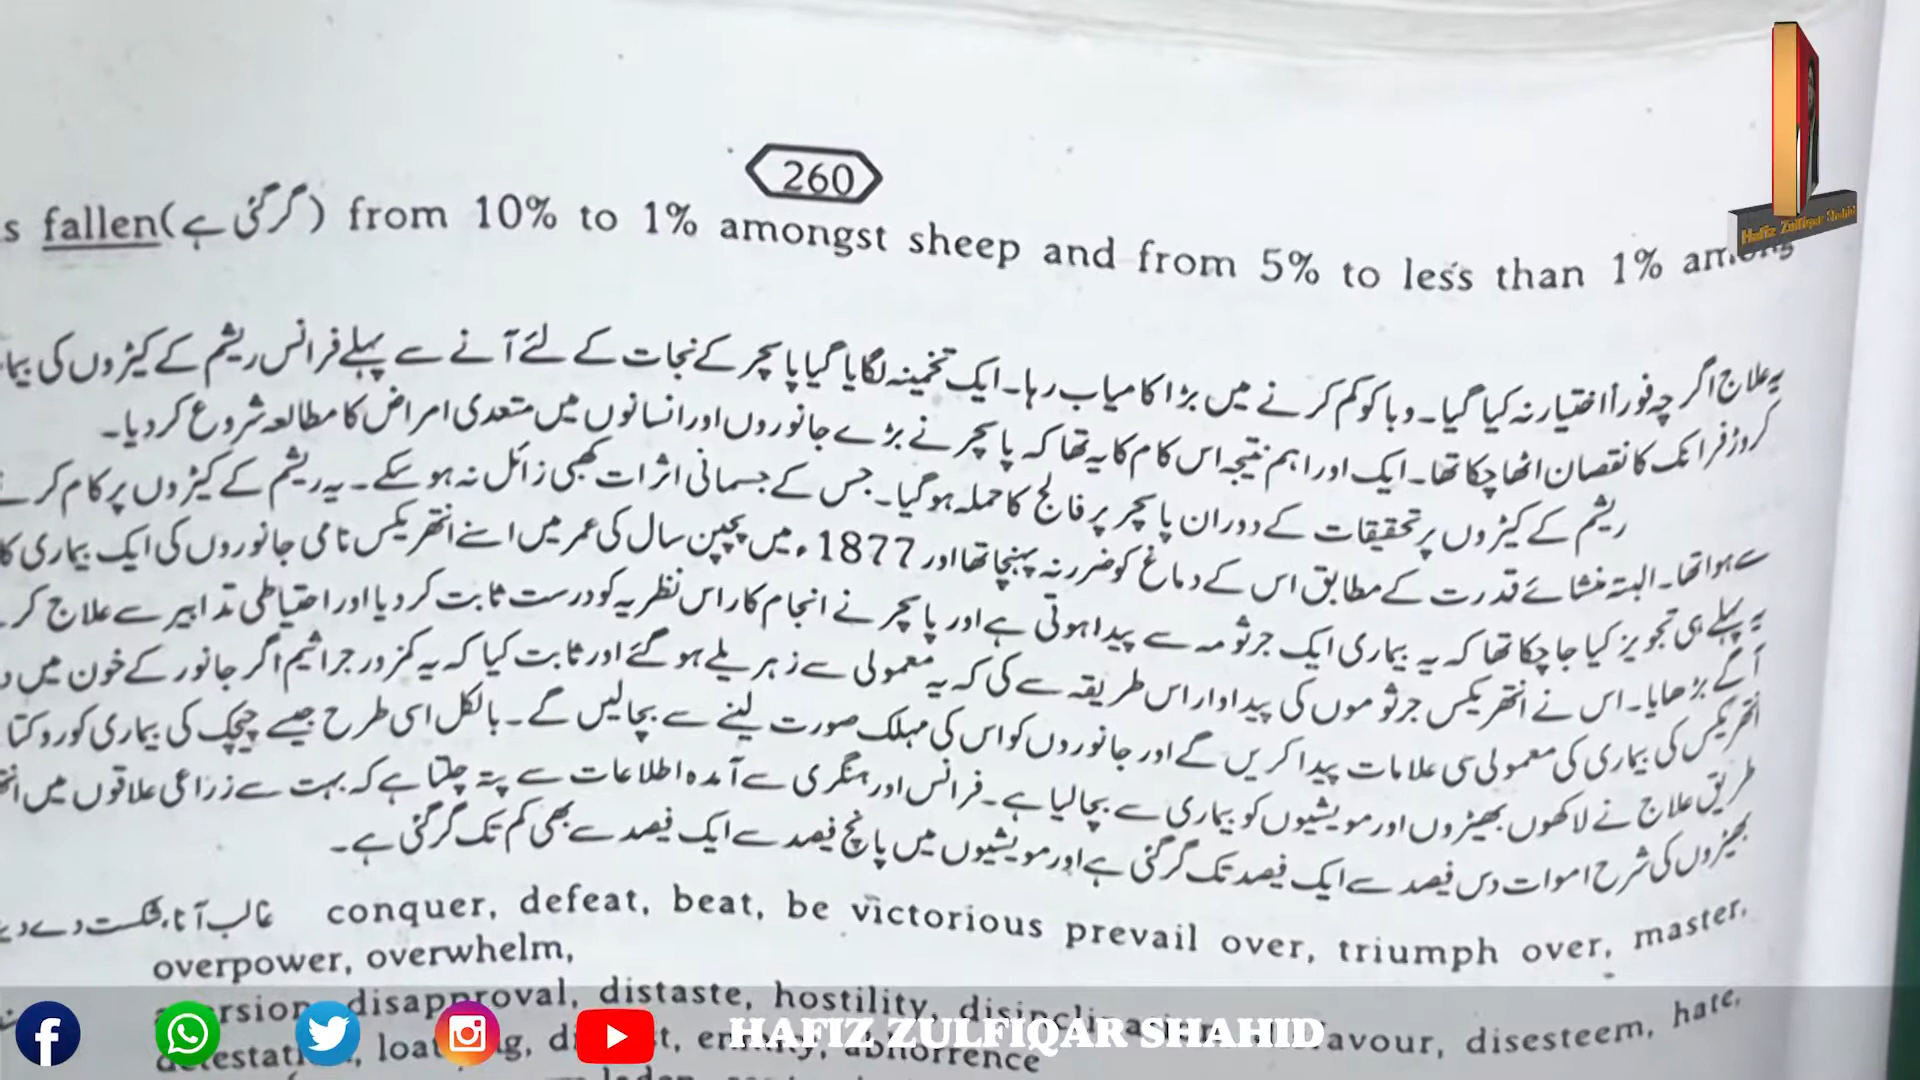 260
s fallen(گرگئی ہے) from 10% to 1% amongst sheep and from 5% to less than 1% among
یہ علاج اگرچہ فوراً اختیار نہ کیا گیا۔ وبا کو کم کرنے میں بڑا کامیاب رہا۔ ایک تخمینہ لگایا گیا پاسچر کے نجات کے لئے آنے سے پہلے فرانس ریشم کے کیڑوں کی
کروڑ فرانک کا نقصان اٹھا چکا تھا۔ ایک اور اہم نتیجہ اس کام کا یہ تھا کہ پاسچر نے بڑے جانوروں اور انسانوں میں متعدی امراض کا مطالعہ شروع کر دیا۔
ریشم کے کیڑوں پر تحقیقات کے دوران پاسچر پر فالج کا حملہ ہو گیا۔ جس کے جسمانی اثرات کبھی زائل نہ ہو سکے۔ یہ ریشم کے کیڑوں پر کام کرنے
سے ہوا تھا۔ البتہ منشائے قدرت کے مطابق اس کے دماغ کو ضرر نہ پہنچا تھا اور 1877ء میں پچپن سال کی عمر میں اسنے انتھریکس نامی جانوروں کی ایک بیماری کا
یہ پہلے ہی تجویز کیا جا چکا تھا کہ یہ بیماری ایک جرثومہ سے پیدا ہوتی ہے اور پاسچر نے انجام کار اس نظریہ کو درست ثابت کر دیا اور احتیاطی تدابیر سے علاج کر
آگے بڑھایا۔ اس نے انتھریکس جرثوموں کی پیداوار اس طریقہ سے کی کہ یہ معمولی سے زہریلے ہو گئے اور ثابت کیا کہ یہ کمزور جراثیم اگر جانور کے خون میں
انتھریکس کی بیماری کی معمولی سی علامات پیدا کریں گے اور جانوروں کو اس کی مہلک صورت لینے سے بچا لیں گے۔ بالکل اسی طرح جیسے چیچک کی بیماری کو روکتا
طریق علاج نے لاکھوں بھیڑوں اور مویشیوں کو بیماری سے بچا لیا ہے۔ فرانس اور ہنگری سے آمدہ اطلاعات سے پتہ چلتا ہے کہ بہت سے زراعی علاقوں میں
بھیڑوں کی شرح اموات دس فیصد سے ایک فیصد تک گر گئی ہے اور مویشیوں میں پانچ فیصد سے ایک فیصد سے بھی کم تک گر گئی ہے۔
غالب آنا، شکست دے conquer, defeat, beat, be victorious prevail over, triumph over, master,
overpower, overwhelm,
disapproval, distaste, hostility, disesteem, hate,
abhorrence
HAFIZ ZULFIQAR SHAHID
Hafiz Zulfiqar Shahid